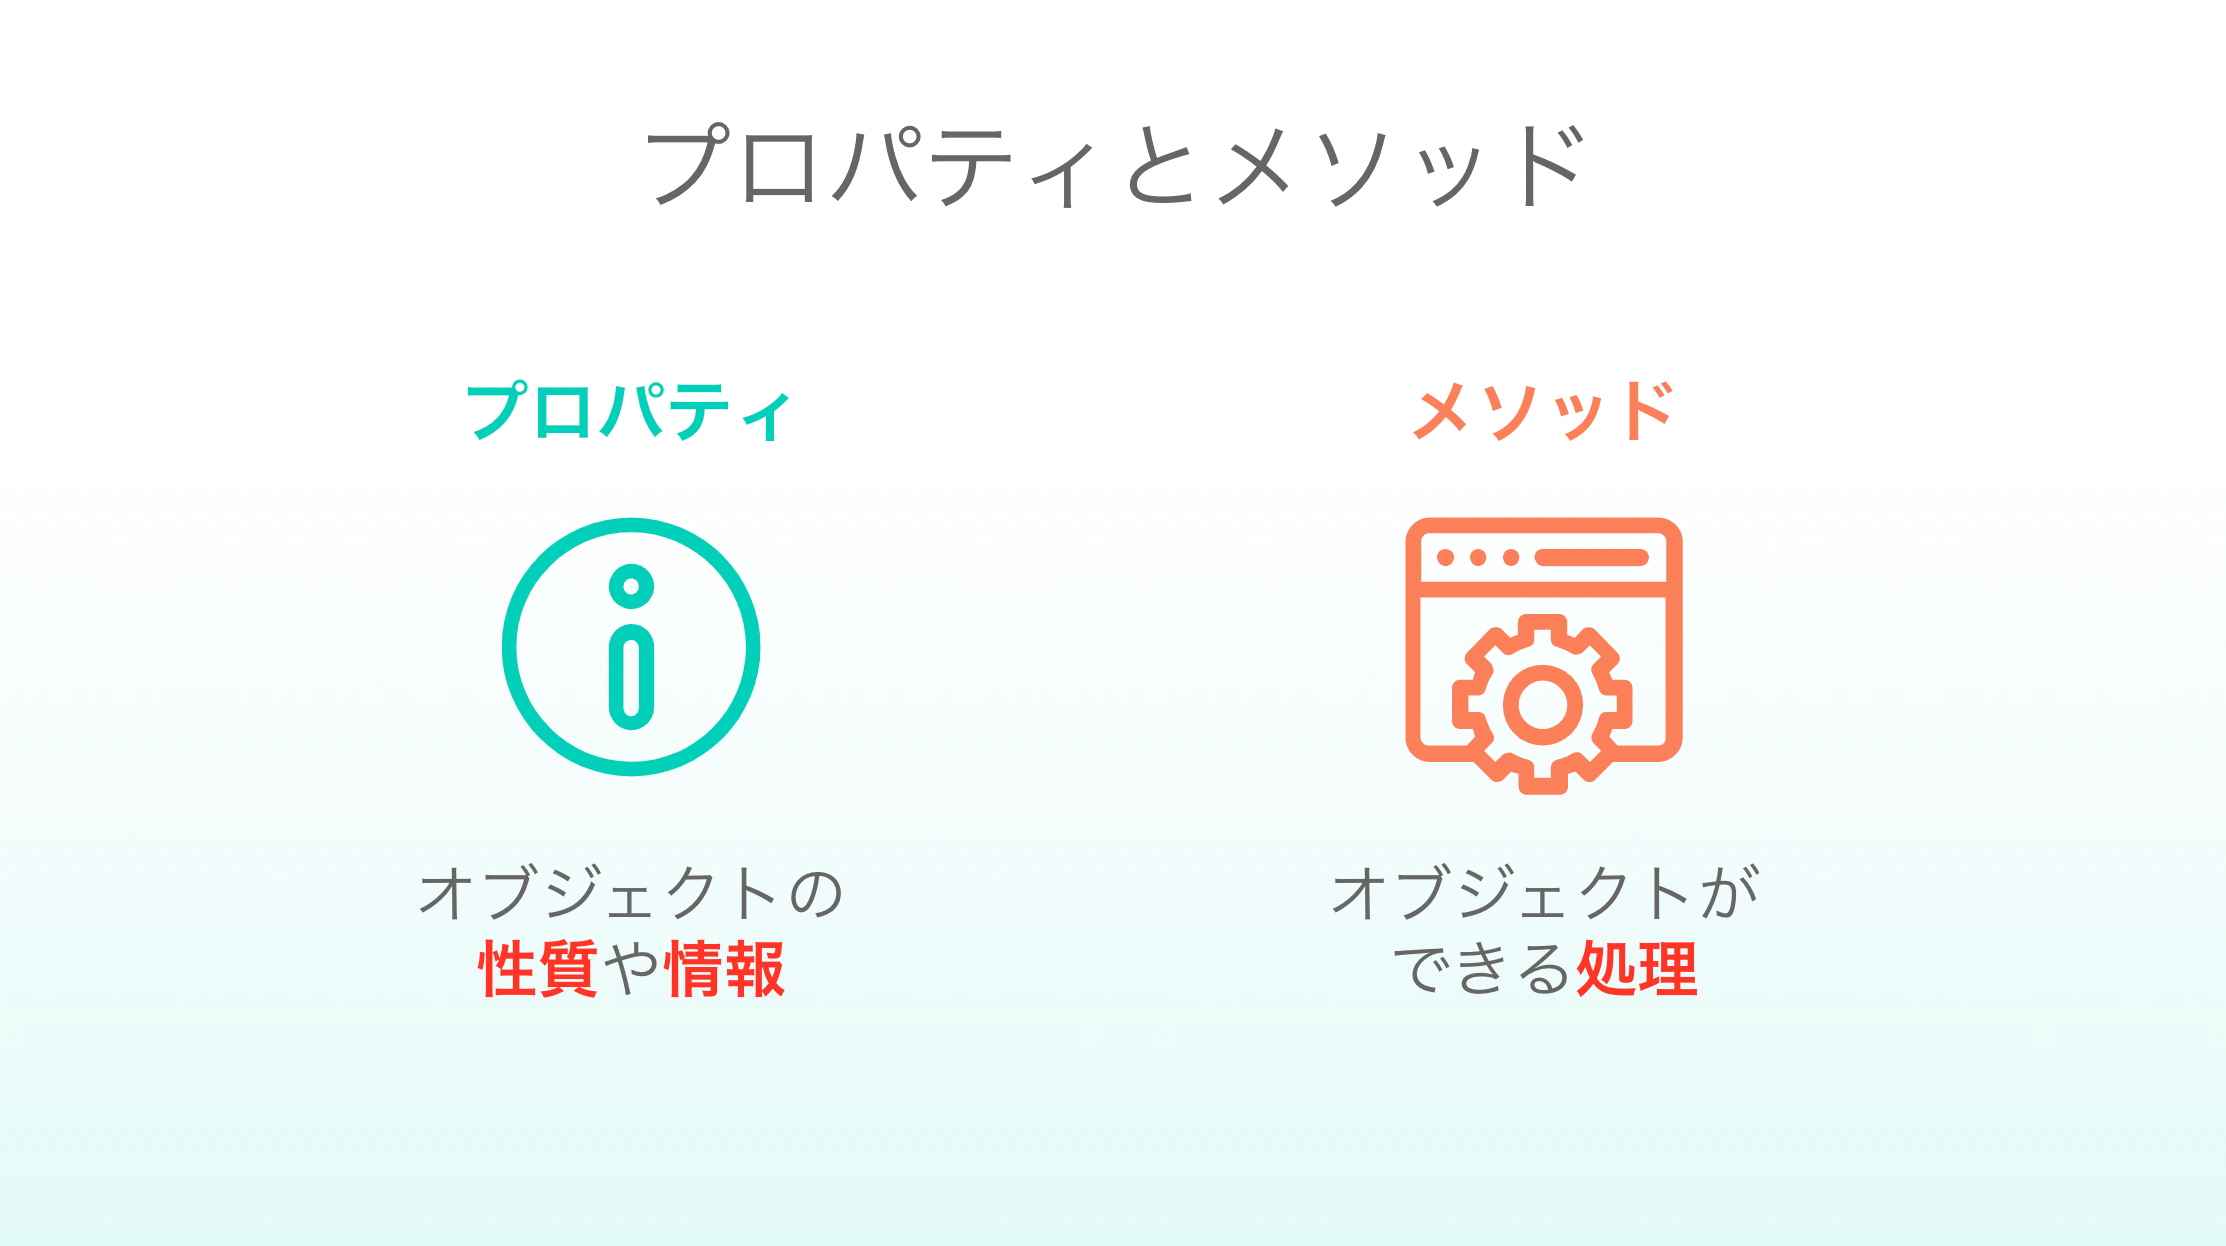 プロパティとメソッド
プロパティ
オブジェクトの
性質や情報
メソッド
オブジェクトが
できる処理